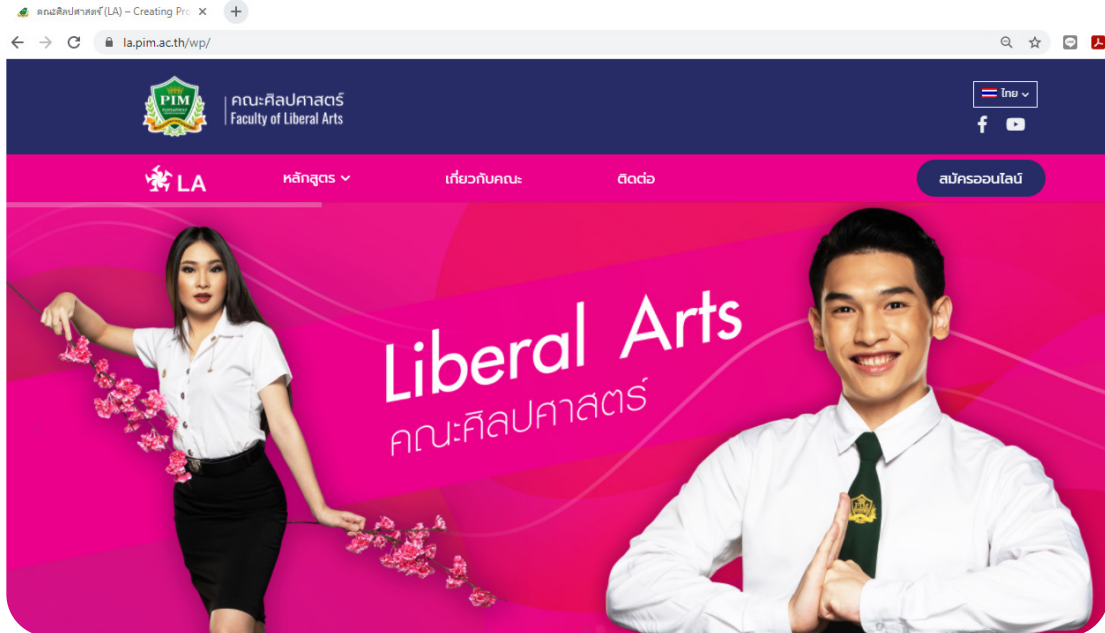 คณะศิลปศาสตร์ (LA) – Creating Pro
la.pim.ac.th/wp/
PIM
คณะศิลปศาสตร์
Faculty of Liberal Arts
ไทย
LA
หลักสูตร
เกี่ยวกับคณะ
ติดต่อ
สมัครออนไลน์
Liberal Arts
คณะศิลปศาสตร์